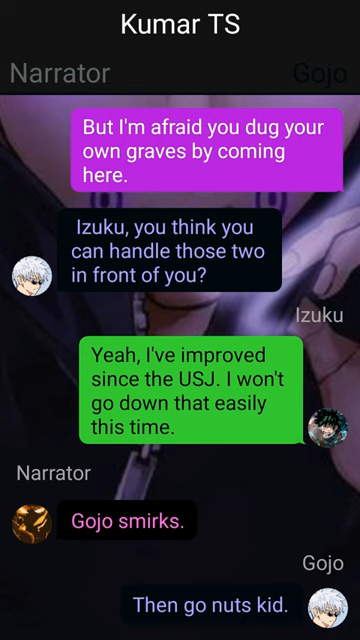 Kumar TS
Narrator
Gojo
But I'm afraid you dug your
own graves by coming
here.
Izuku, you think you
can handle those two
in front of you?
Izuku
Yeah, I've improved
since the USJ. I won't
go down that easily
this time.
Narrator
Gojo smirks.
Gojo
Then go nuts kid.